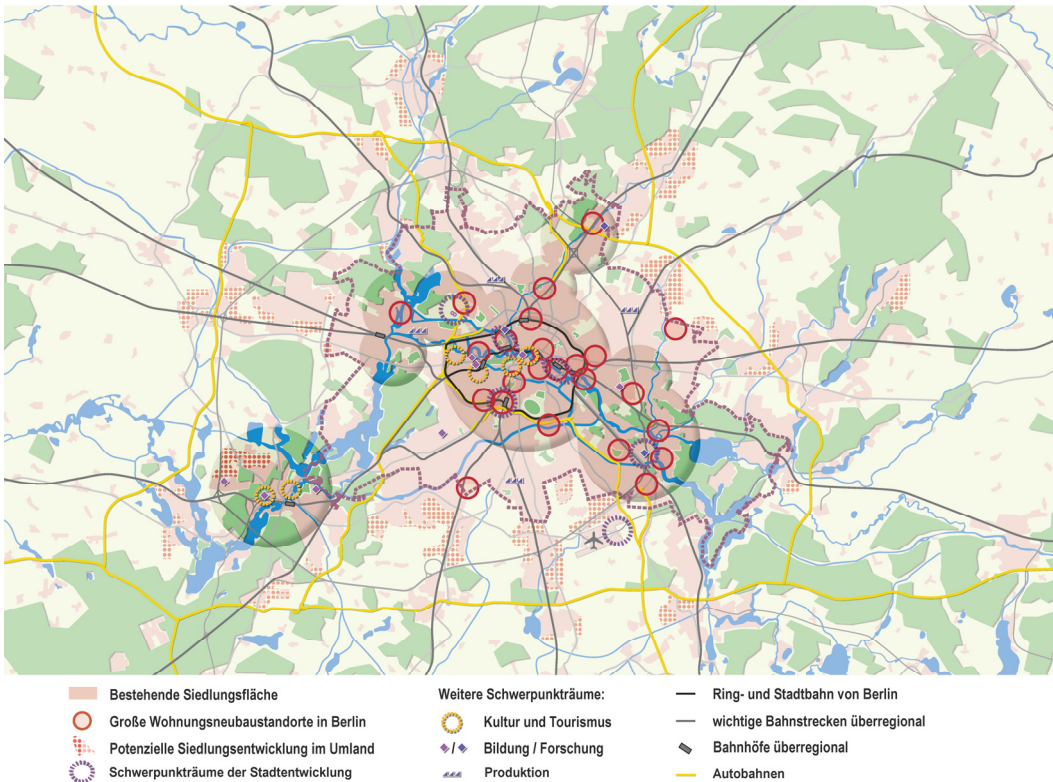 Bestehende Siedlungsfläche
Große Wohnungsneubaustandorte in Berlin
Potenzielle Siedlungsentwicklung im Umland
Schwerpunkträume der Stadtentwicklung
Weitere Schwerpunkträume:
Kultur und Tourismus
/ Bildung / Forschung
Produktion
Ring- und Stadtbahn von Berlin
wichtige Bahnstrecken überregional
Bahnhöfe überregional
Autobahnen